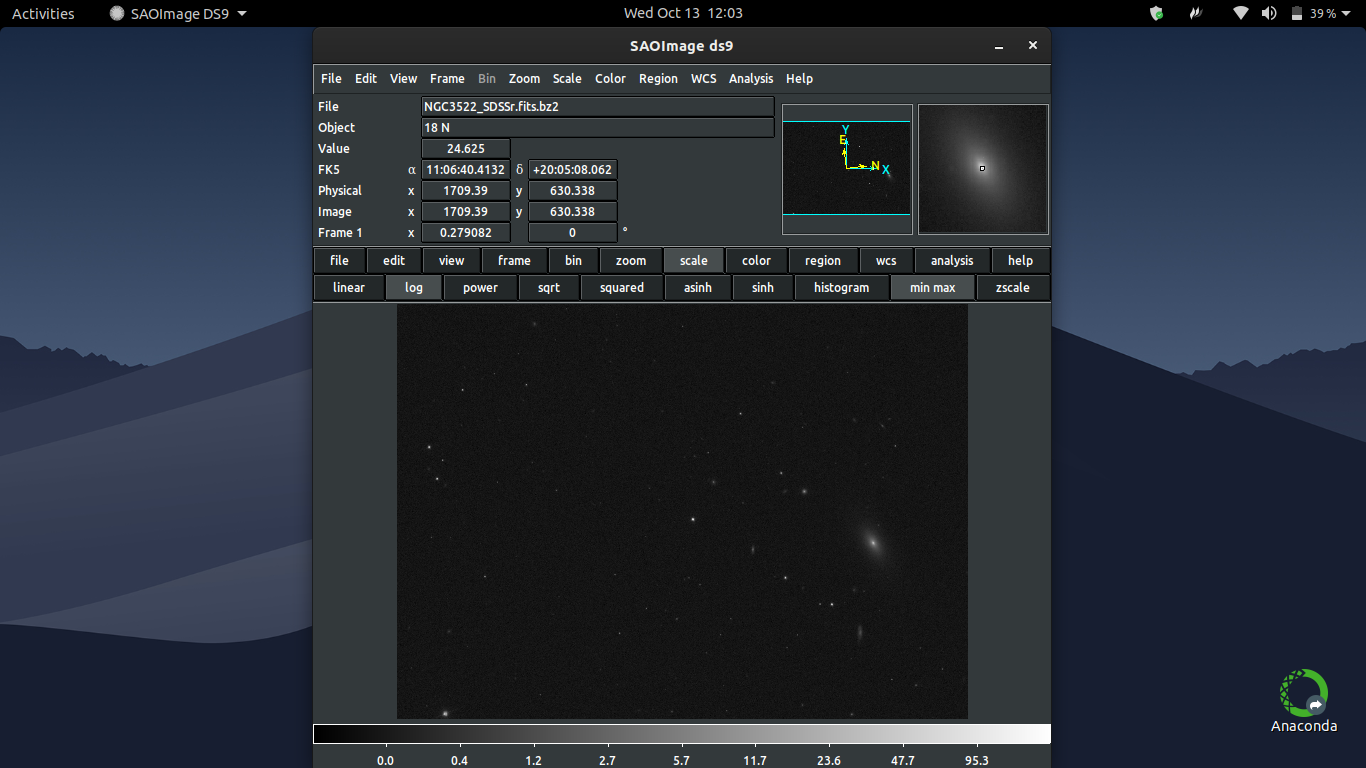 Activities SAOImage DS9 Wed Oct 13 12:03 39 %
SAOImage ds9
File Edit View Frame Bin Zoom Scale Color Region WCS Analysis Help
File NGC3522_SDSSr.fits.bz2
Object 18 N
Value 24.625
FK5 α 11:06:40.4132 δ +20:05:08.062
Physical x 1709.39 y 630.338
Image x 1709.39 y 630.338
Frame 1 x 0.279082 0 °
Y
E
N X
file edit view frame bin zoom scale color region wcs analysis help
linear log power sqrt squared asinh sinh histogram min max zscale
Anaconda
0.0 0.4 1.2 2.7 5.7 11.7 23.6 47.7 95.3